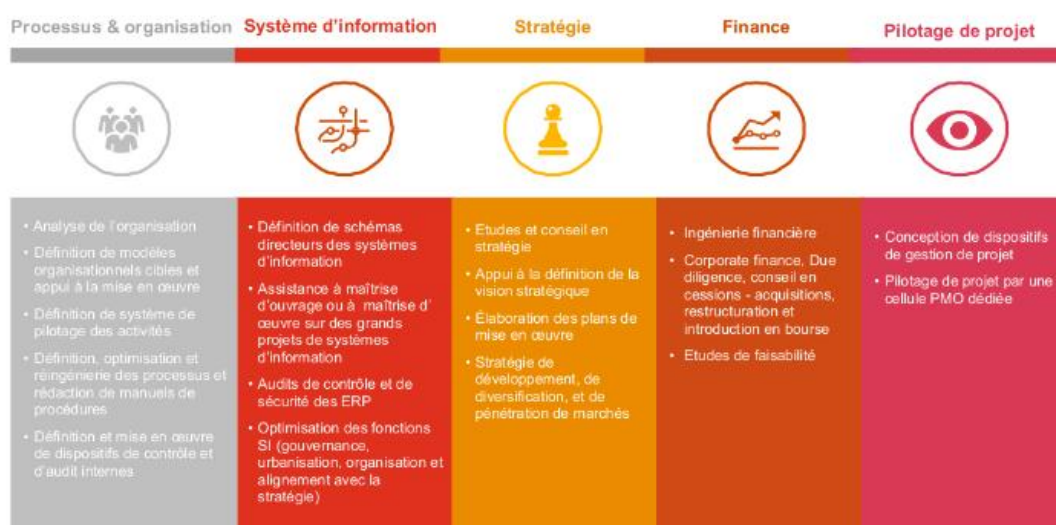 Processus & organisation
Système d'information
Stratégie
Finance
Pilotage de projet
• Analyse de l'organisation
• Définition de modèles
organisationnels cibles et
appui à la mise en œuvre
• Définition de système de
pilotage des activités
• Définition, optimisation et
réingénierie des processus et
rédaction de manuels de
procédures
• Définition et mise en œuvre
de dispositifs de contrôle et
d'audit internes
• Définition de schémas
directeurs des systèmes
d'information
• Assistance à maîtrise
d'ouvrage ou à maîtrise d'
œuvre sur des grands
projets de systèmes
d'information
• Audits de contrôle et de
sécurité des ERP
• Optimisation des fonctions
SI (gouvernance,
urbanisation, organisation et
alignement avec la
stratégie)
• Etudes et conseil en
stratégie
• Appui à la définition de la
vision stratégique
• Élaboration des plans de
mise en œuvre
• Stratégie de
développement, de
diversification, et de
pénétration de marchés
• Ingénierie financière
• Corporate finance, Due
diligence, conseil en
cessions - acquisitions,
restructuration et
introduction en bourse
• Etudes de faisabilité
• Conception de dispositifs
de gestion de projet
• Pilotage de projet par une
cellule PMO dédiée